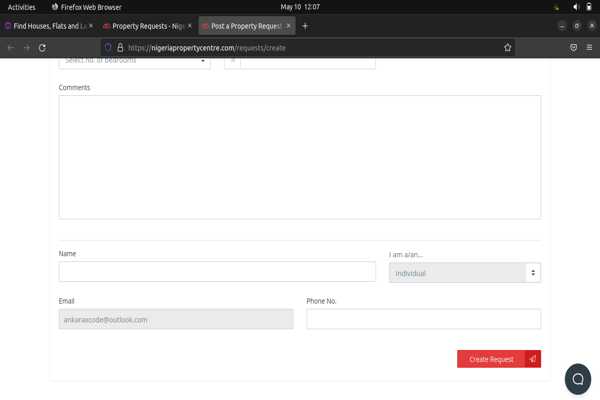 Activities Firefox Web Browser May 10 12:07
Find Houses, Flats and La Property Requests - Nige Post a Property Request
https://nigeriapropertycentre.com/requests/create
Select no. of bedrooms
Comments
Name I am a/an...
Individual
Email Phone No.
ankaraxcode@outlook.com
Create Request